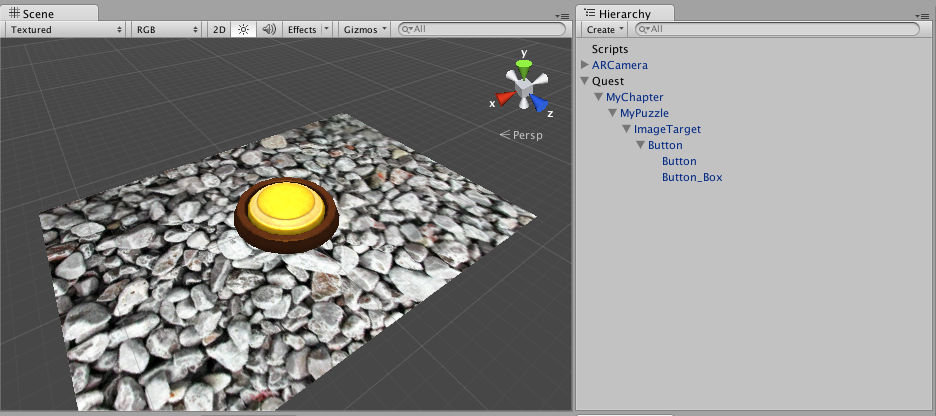 Scene
Textured RGB 2D Effects Gizmos All
y
x
z
Persp
Hierarchy
Create All
Scripts
ARCamera
Quest
MyChapter
MyPuzzle
ImageTarget
Button
Button
Button_Box